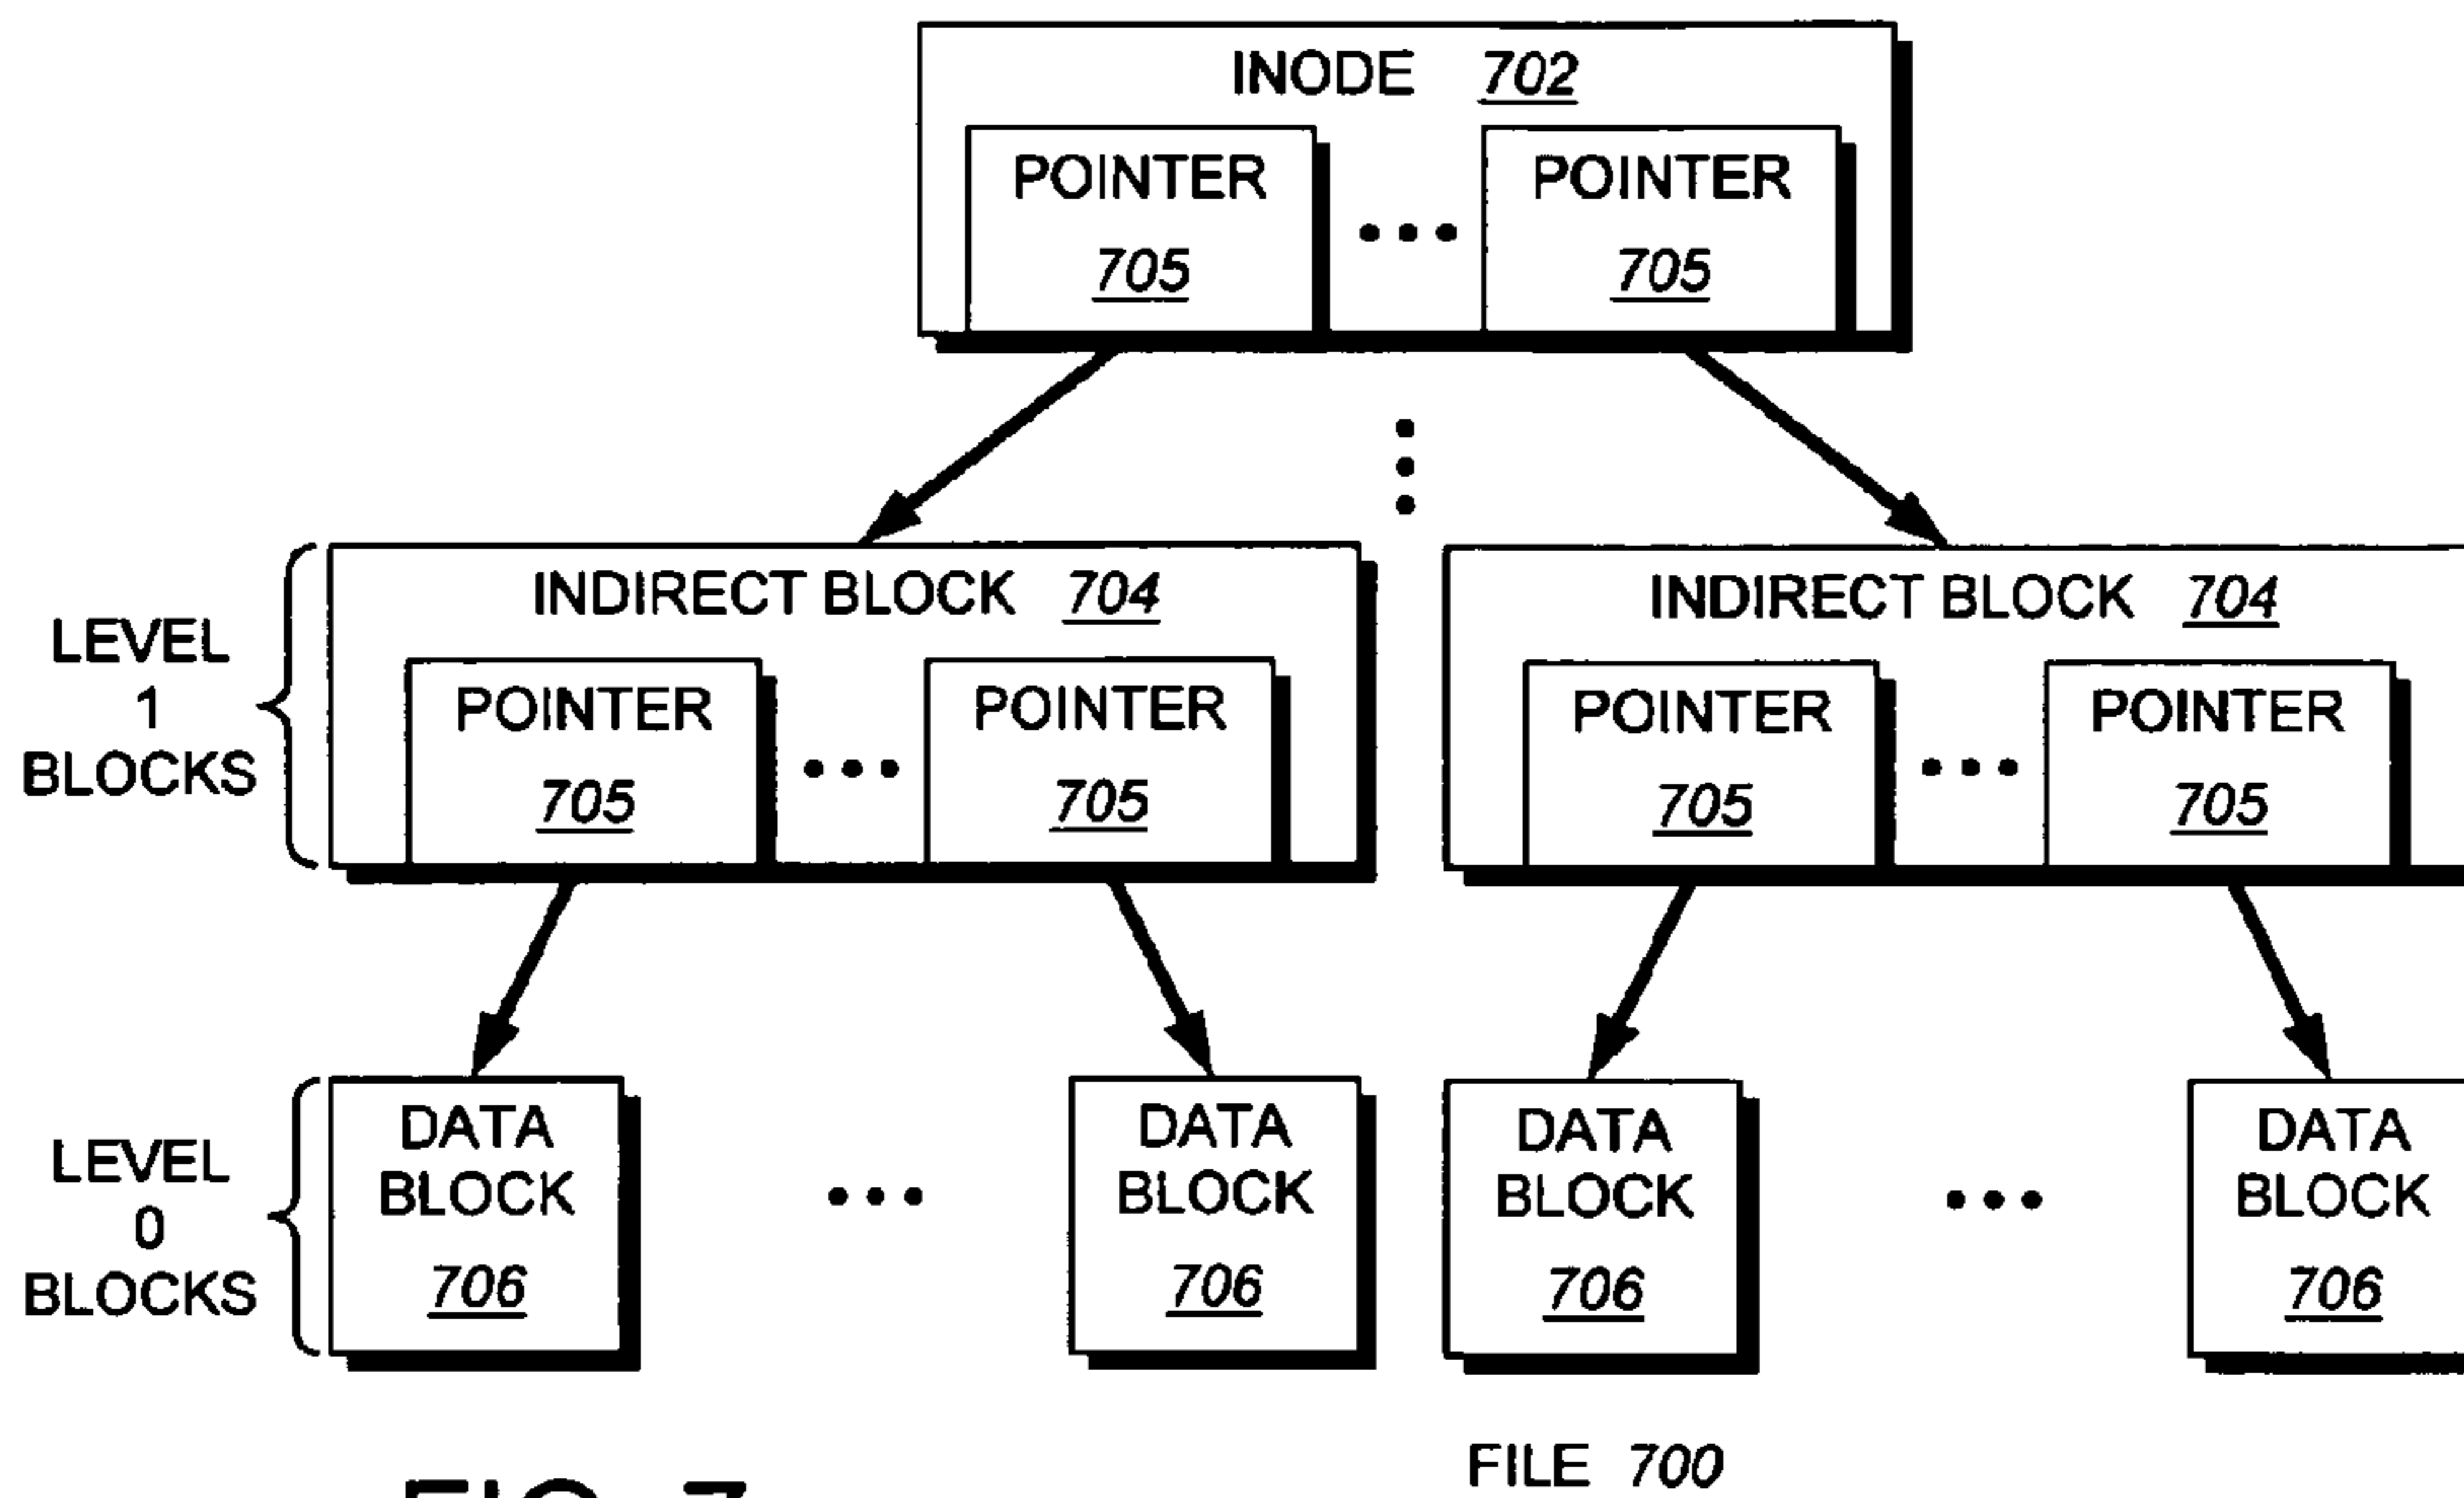 INODE 702
POINTER POINTER
705 ... 705
INDIRECT BLOCK 704 INDIRECT BLOCK 704
LEVEL
1
BLOCKS
POINTER POINTER POINTER POINTER
705 ... 705 705 ... 705
LEVEL
0
BLOCKS
DATA DATA DATA DATA
BLOCK BLOCK BLOCK BLOCK
706 ... 706 706 ... 706
FILE 700
FIG. 7